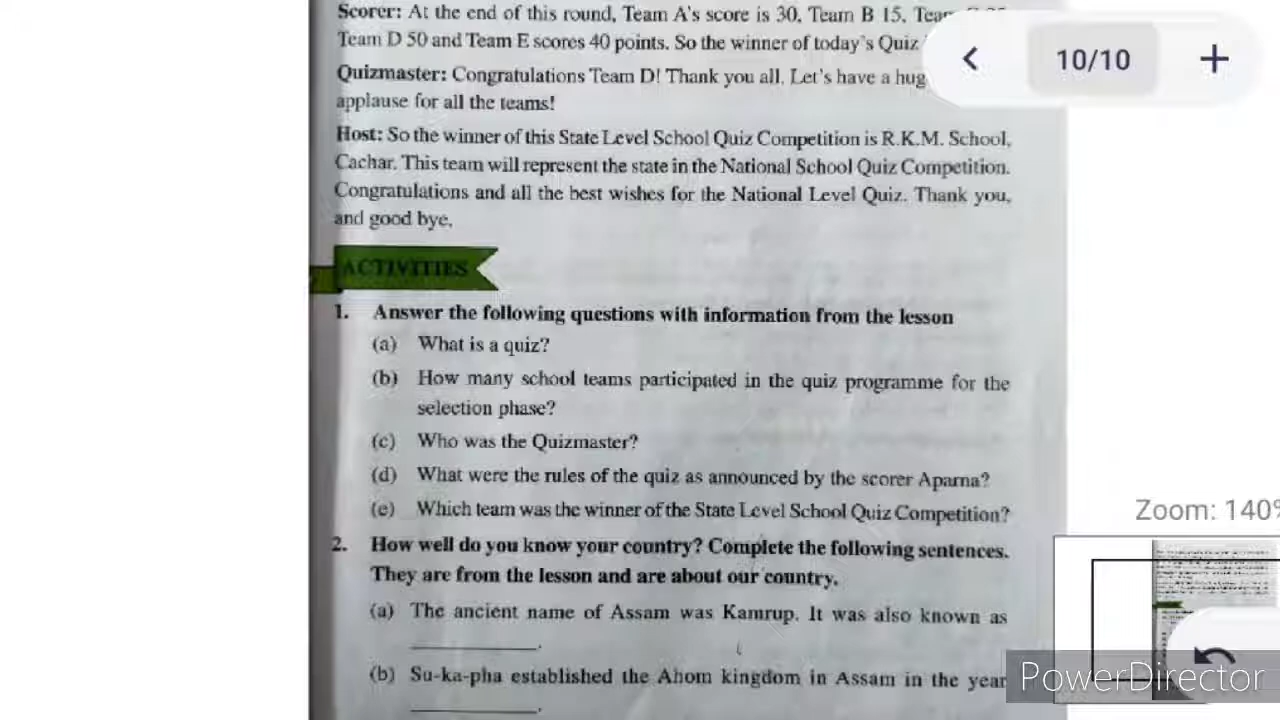 Scorer: At the end of this round, Team A's score is 30, Team B 15,
Team D 50 and Team E scores 40 points. So the winner of today's Quiz
Quizmaster: Congratulations Team D! Thank you all. Let's have a
applause for all the teams!
Host: So the winner of this State Level School Quiz Competition is R.K.M. School,
Cachar. This team will represent the state in the National School Quiz Competition.
Congratulations and all the best wishes for the National Level Quiz. Thank you,
and good bye.
ACTIVITIES
1. Answer the following questions with information from the lesson
(a) What is a quiz?
(b) How many school teams participated in the quiz programme for the
selection phase?
(c) Who was the Quizmaster?
(d) What were the rules of the quiz as announced by the scorer Aparna?
(e) Which team was the winner of the State Level School Quiz Competition?
2. How well do you know your country? Complete the following sentences.
They are from the lesson and are about our country.
(a) The ancient name of Assam was Kamrup. It was also known as
____________.
(b) Su-ka-pha established the Ahom kingdom in Assam in the year
____________.
10/10
Zoom: 140%
PowerDirector